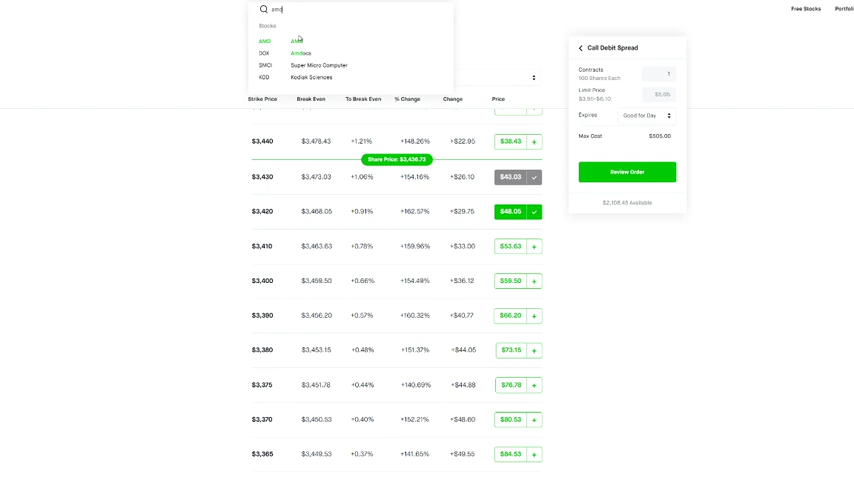 amd
Free Stocks
Portfoli
Stocks
AMD AMD
DOX Amdocs
SMCI Super Micro Computer
KOD Kodiak Sciences
Call Debit Spread
Contracts
100 Shares Each
1
Limit Price
$3.95-$6.10
$5.05
Expires
Good for Day
Max Cost
$505.00
Review Order
$2,108.45 Available
Strike Price Break Even To Break Even % Change Change Price
$3,440 $3,478.43 +1.21% +148.26% +$22.95 $38.43 +
Share Price: $3,436.73
$3,430 $3,473.03 +1.06% +154.16% +$26.10 $43.03
$3,420 $3,468.05 +0.91% +162.57% +$29.75 $48.05
$3,410 $3,463.63 +0.78% +159.96% +$33.00 $53.63 +
$3,400 $3,459.50 +0.66% +154.49% +$36.12 $59.50 +
$3,390 $3,456.20 +0.57% +160.32% +$40.77 $66.20 +
$3,380 $3,453.15 +0.48% +151.37% +$44.05 $73.15 +
$3,375 $3,451.78 +0.44% +140.69% +$44.88 $76.78 +
$3,370 $3,450.53 +0.40% +152.21% +$48.60 $80.53 +
$3,365 $3,449.53 +0.37% +141.65% +$49.55 $84.53 +